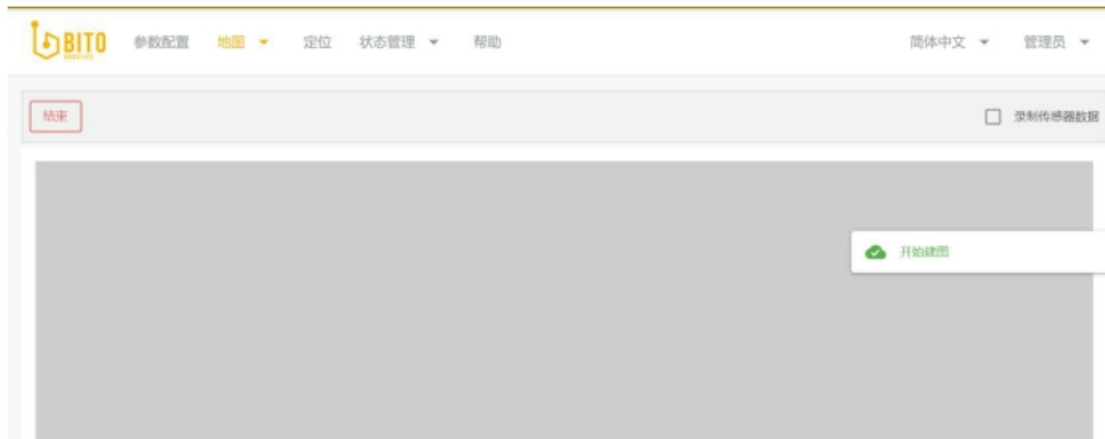 BITO
ROBOTICS
参数配置 地图 定位 状态管理 帮助 简体中文 管理员
结束 录制传感器数据
开始建图